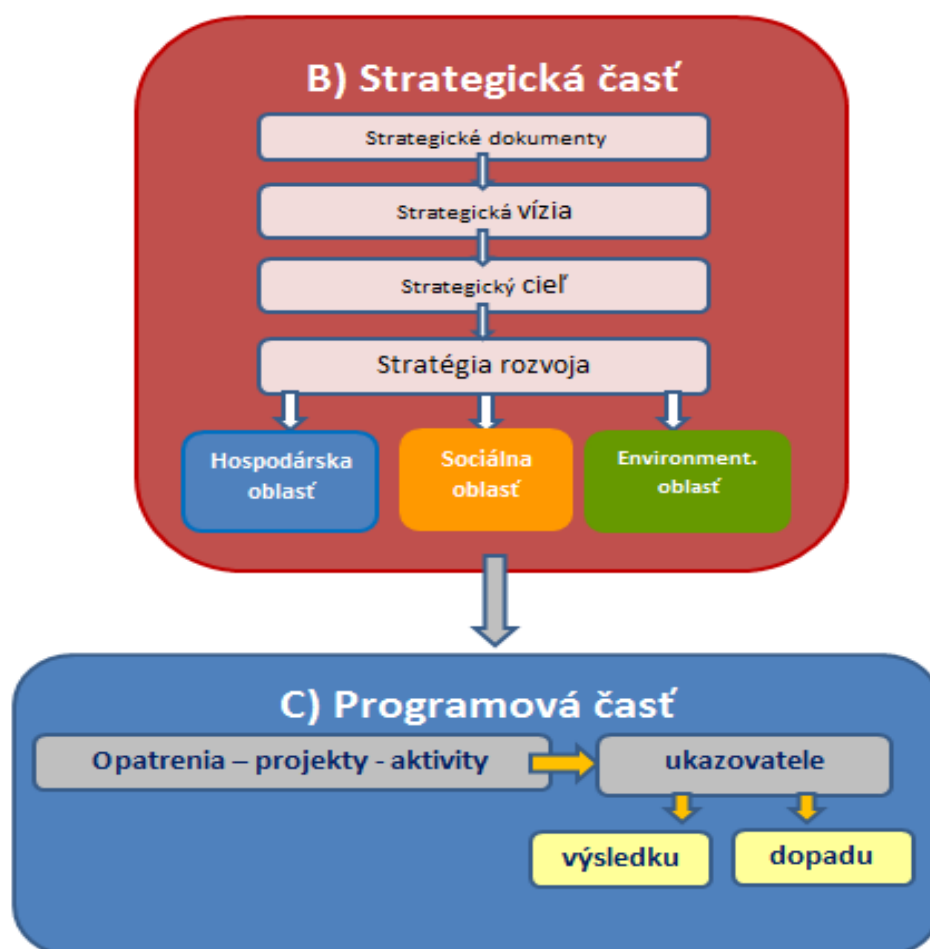 B) Strategická časť
Strategické dokumenty
Strategická vízia
Strategický cieľ
Stratégia rozvoja
Hospodárska
oblasť
Sociálna
oblasť
Environment.
oblasť
C) Programová časť
Opatrenia – projekty - aktivity
ukazovatele
výsledku
dopadu